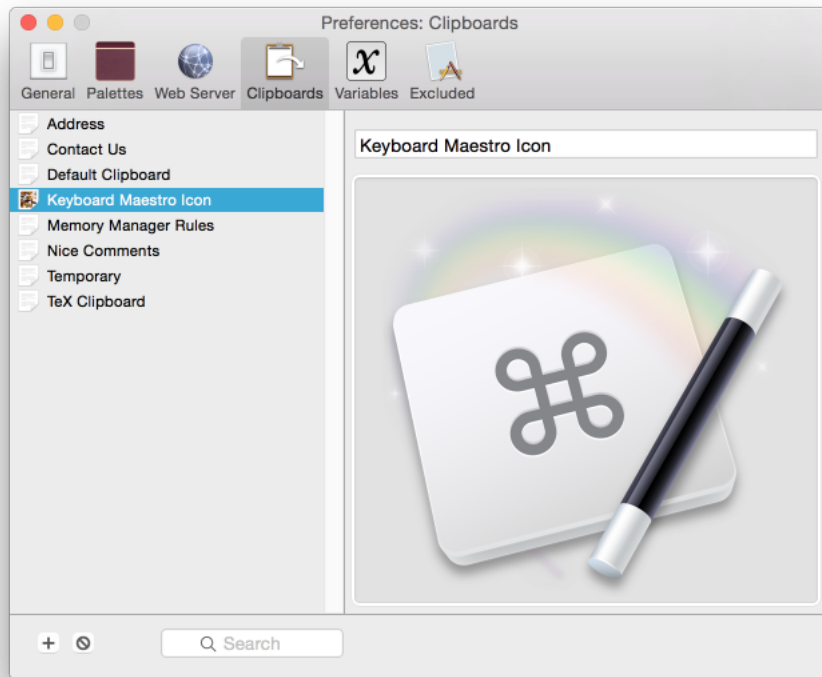 Preferences: Clipboards
General Palettes Web Server Clipboards Variables Excluded
Address
Contact Us
Default Clipboard
Keyboard Maestro Icon
Memory Manager Rules
Nice Comments
Temporary
TeX Clipboard
Keyboard Maestro Icon
Search